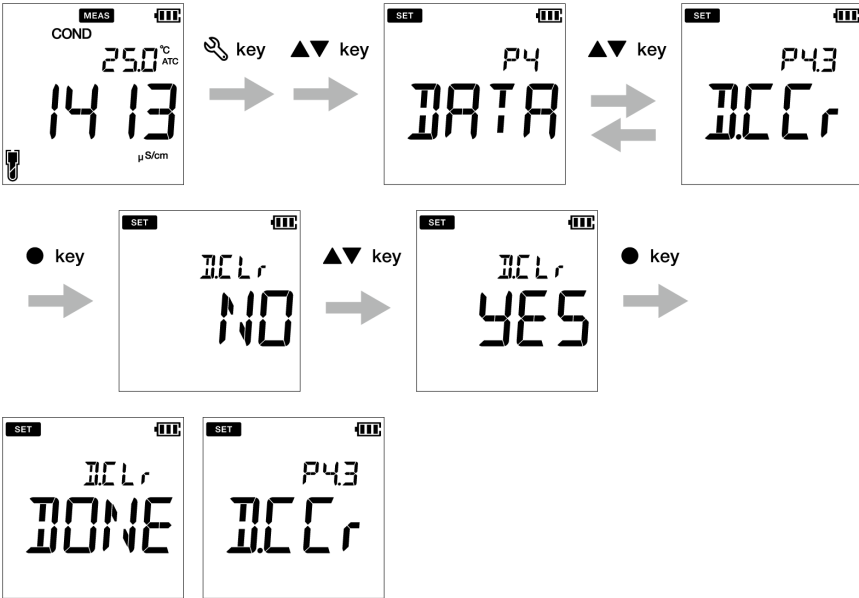 MEAS
COND
25.0 °C
ATC
1413
µS/cm
key
▲▼ key
SET
P4
DATA
▲▼ key
SET
P4.3
D.CCr
● key
SET
D.CLr
NO
▲▼ key
SET
D.CLr
YES
● key
SET
D.CLr
DONE
SET
P4.3
D.CCr